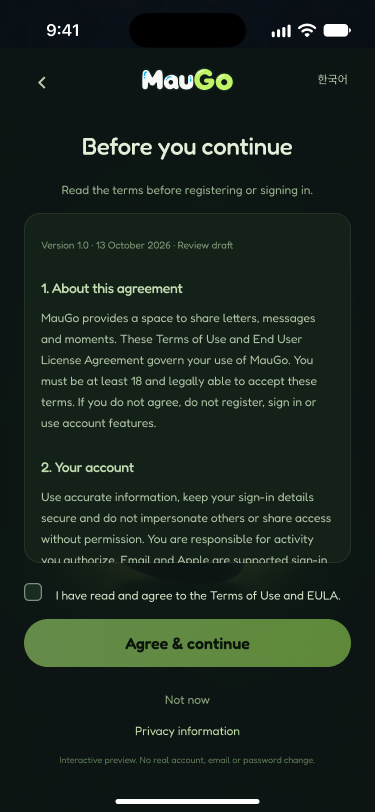 9:41
MauGo
한국어
Before you continue
Read the terms before registering or signing in.
Version 1.0 · 13 October 2026 · Review draft
1. About this agreement
MauGo provides a space to share letters, messages
and moments. These Terms of Use and End User
License Agreement govern your use of MauGo. You
must be at least 18 and legally able to accept these
terms. If you do not agree, do not register, sign in or
use account features.
2. Your account
Use accurate information, keep your sign-in details
secure and do not impersonate others or share access
without permission. You are responsible for activity
you authorize. Email and Apple are supported sign-in
I have read and agree to the Terms of Use and EULA.
Agree & continue
Not now
Privacy information
Interactive preview. No real account, email or password change.